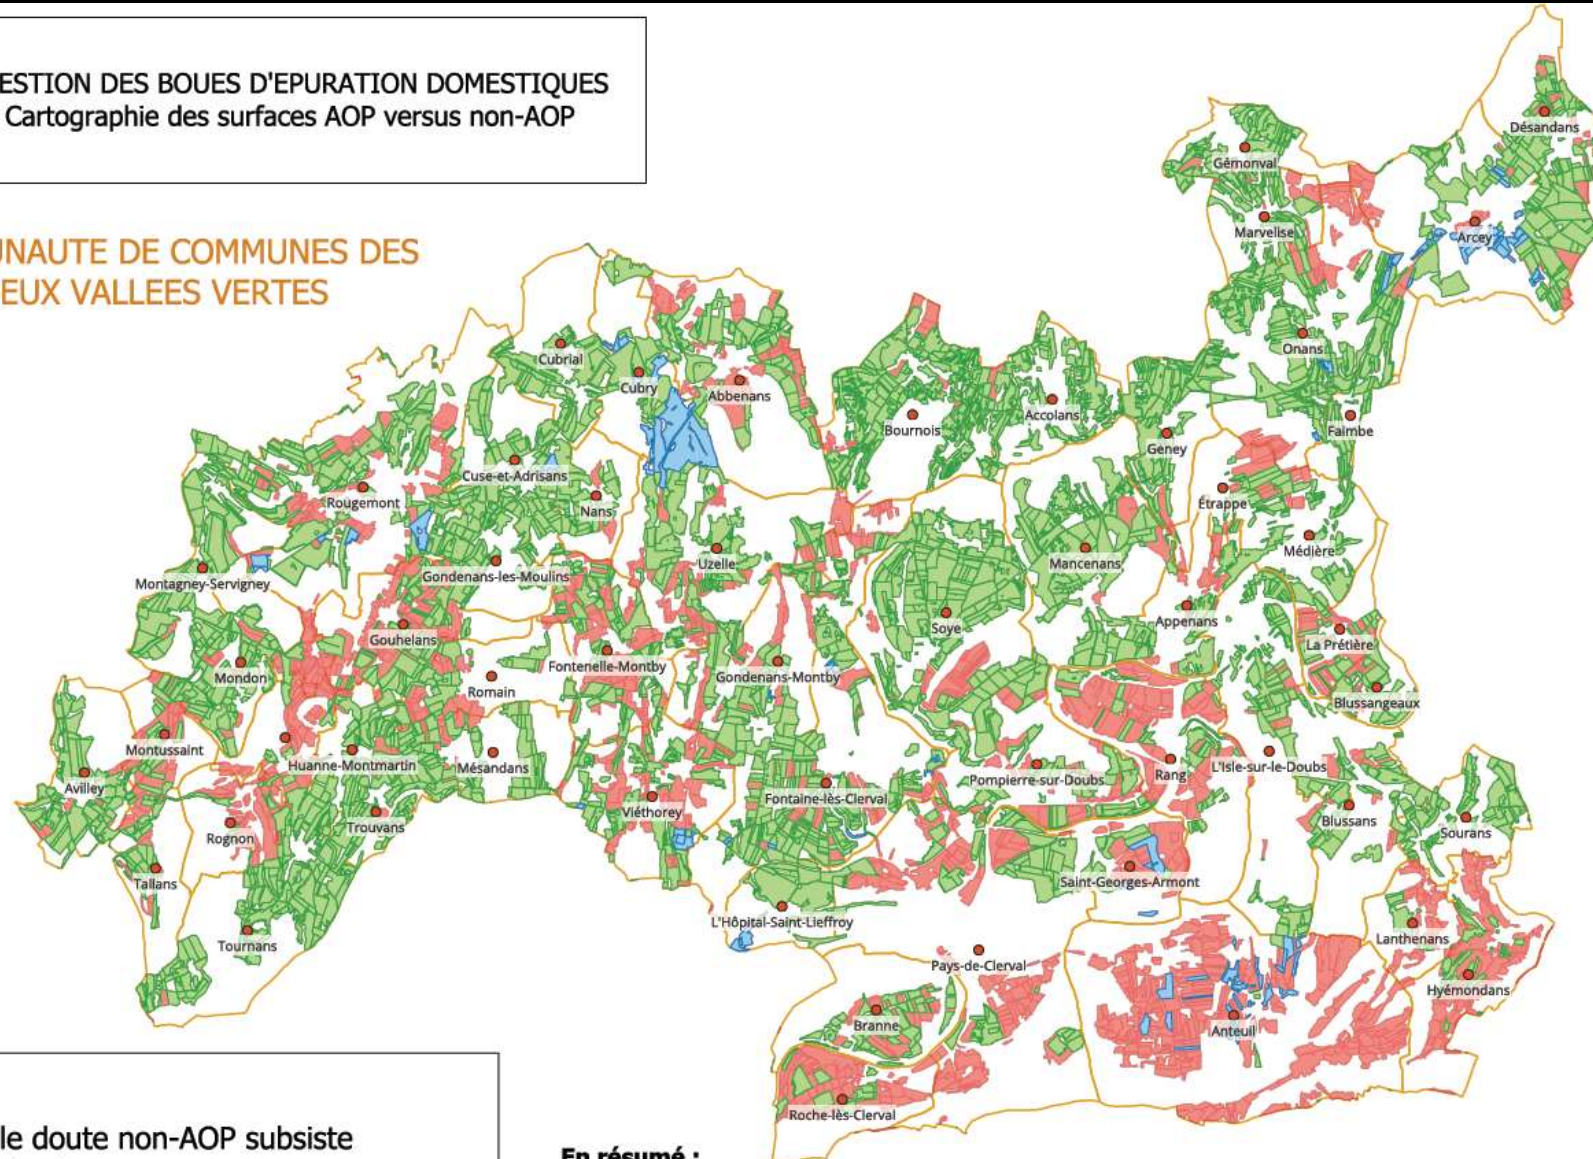 ESTION DES BOUES D'EPURATION DOMESTIQUES
Cartographie des surfaces AOP versus non-AOP
UNAUTE DE COMMUNES DES
EUX VALLEES VERTES
Désandans
Gémonval
Marvelise
Arcey
Onans
Cubrial
Cubry
Abbenans
Bournois
Accolans
Faimbe
Geney
Cuse-et-Adrisans
Rougemont
Nans
Étrappe
Médière
Montagney-Servigney
Gondenans-les-Moulins
Uzelle
Mancenans
Gouhelans
Soye
Appenans
La Prétière
Mondon
Romain
Fontenelle-Montby
Gondenans-Montby
Blussangeaux
Montussaint
Huanne-Montmartin
Mésandans
Pompierre-sur-Doubs
Rang
L'Isle-sur-le-Doubs
Avilley
Fontaine-lès-Clerval
Viéthorey
Trouvans
Rognon
Blussans
Sourans
Tallans
Saint-Georges-Armont
L'Hôpital-Saint-Lieffroy
Tournans
Lanthenans
Pays-de-Clerval
Hyémondans
Branne
Anteuil
Roche-lès-Clerval
le doute non-AOP subsiste
En résumé :